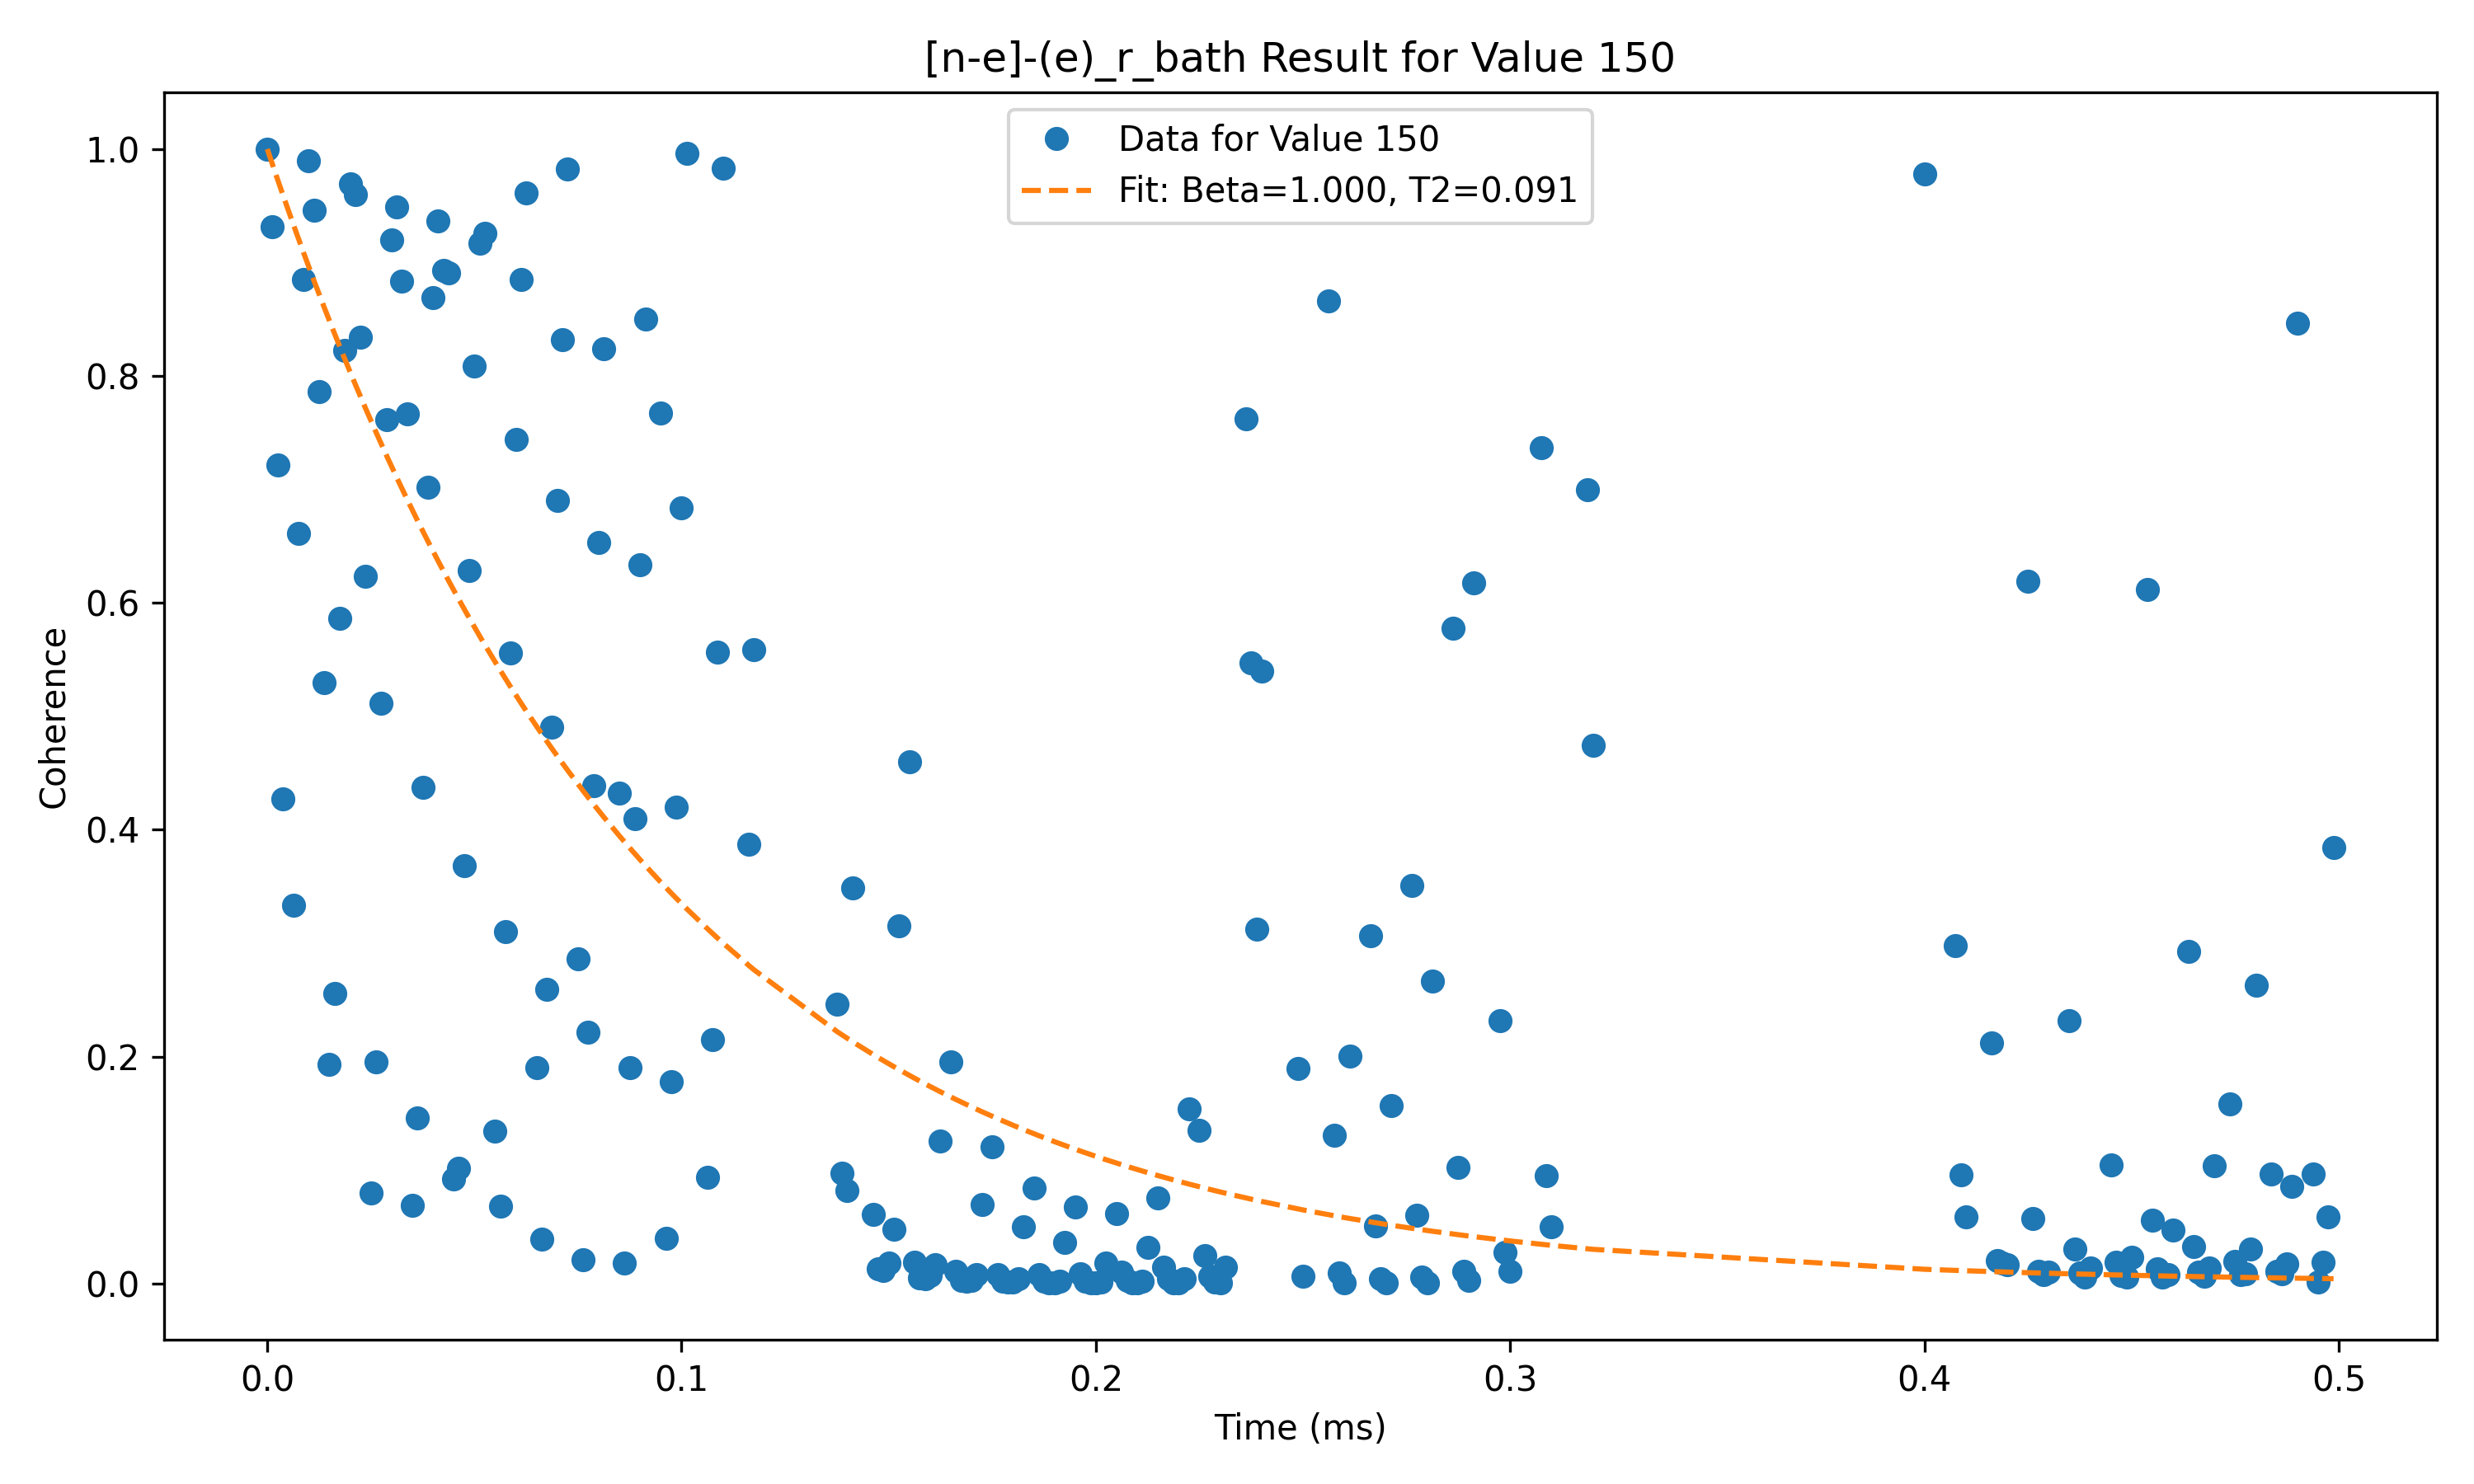 [n-e]-(e)_r_bath Result for Value 150
Data for Value 150
Fit: Beta=1.000, T2=0.091
Coherence
1.0
0.8
0.6
0.4
0.2
0.0
0.0 0.1 0.2 0.3 0.4 0.5
Time (ms)